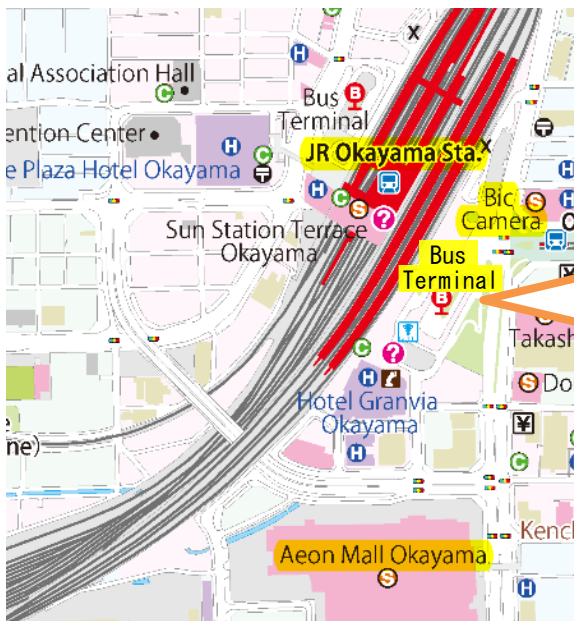 al Association Hall
Bus
Terminal
B
ention Center
JR Okayama Sta.
e Plaza Hotel Okayama
Bic
Camera
Sun Station Terrace
Okayama
Bus
Terminal
B
Takash
Do
Hotel Granvia
Okayama
ne)
Kencl
Aeon Mall Okayama